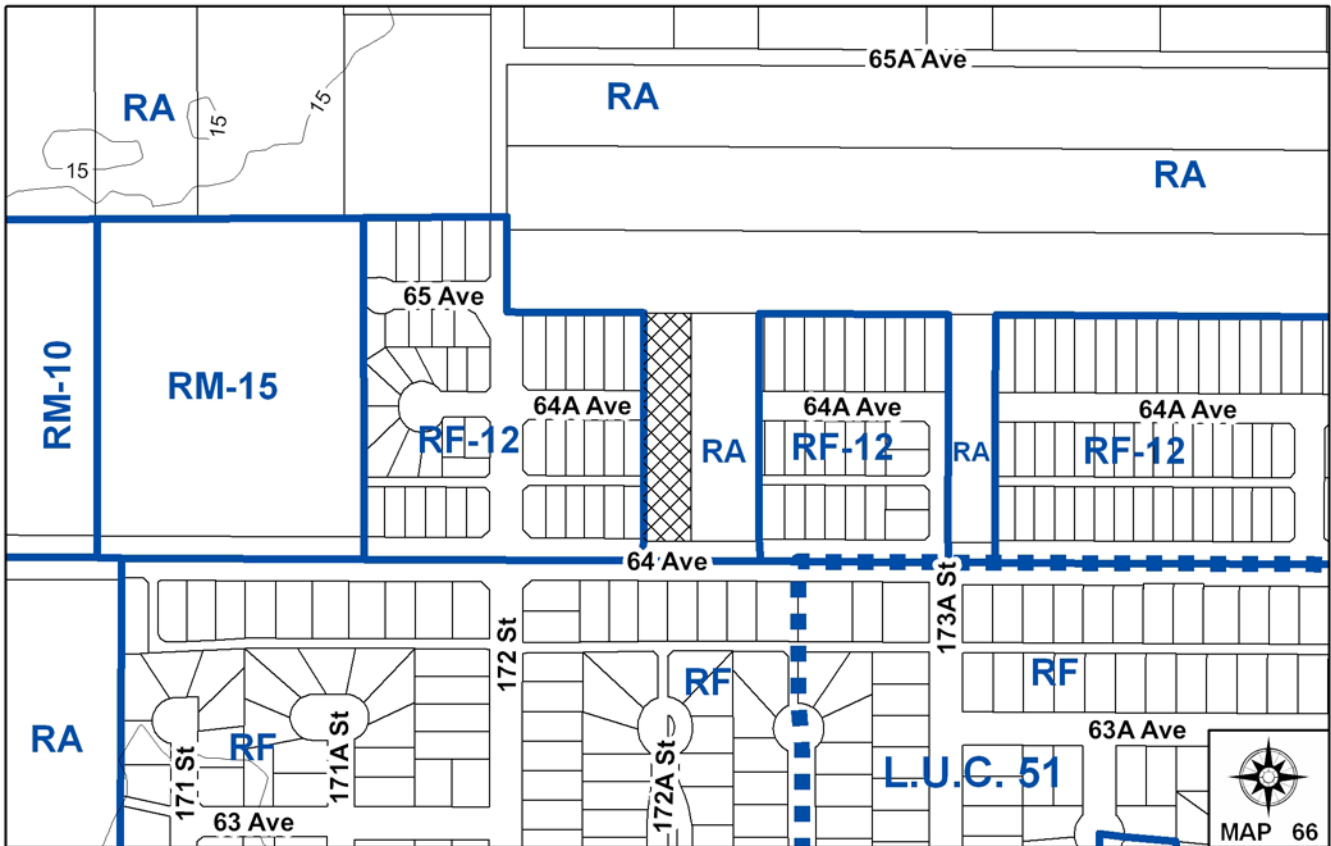 65A Ave
RA
RA
15
15
15
RA
65 Ave
RM-10
RM-15
64A Ave
64A Ave
64A Ave
RF-12
RA
RF-12
RA
RF-12
64 Ave
173A St
172 St
RF
RF
63A Ave
RA
RF
171 St
171A St
172A St
L.U.C. 51
63 Ave
MAP 66